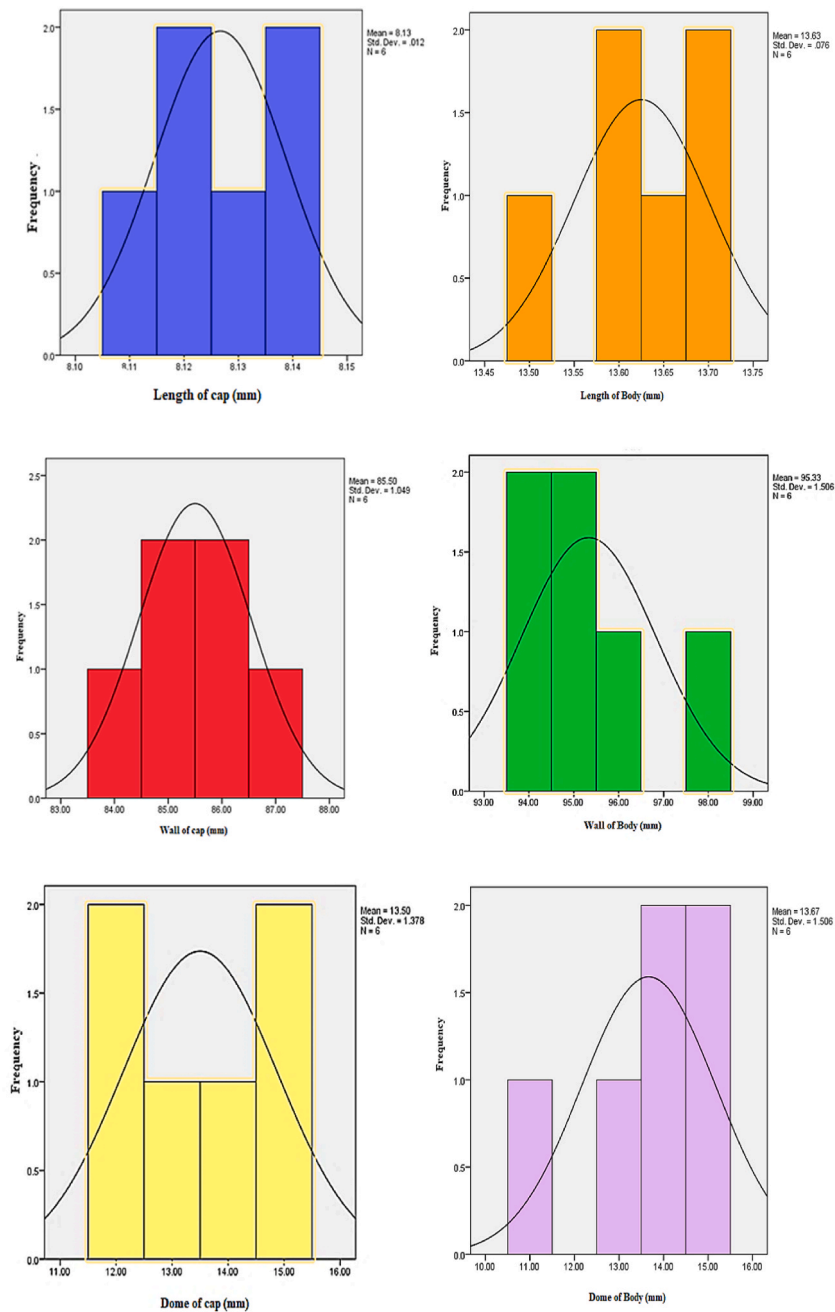 Mean = 8.13
Std. Dev. = .012
N = 6
2.0
1.5
1.0
0.5
0.0
Frequency
8.10 8.11 8.12 8.13 8.14 8.15
Length of cap (mm)
Mean = 13.63
Std. Dev. = .076
N = 6
2.0
1.5
1.0
0.5
0.0
Frequency
13.45 13.50 13.55 13.60 13.65 13.70 13.75
Length of Body (mm)
Mean = 85.50
Std. Dev. = 1.049
N = 6
2.5
2.0
1.5
1.0
0.5
0.0
Frequency
83.00 84.00 85.00 86.00 87.00 88.00
Wall of cap (mm)
Mean = 95.33
Std. Dev. = 1.506
N = 6
2.0
1.5
1.0
0.5
0.0
Frequency
93.00 94.00 95.00 96.00 97.00 98.00 99.00
Wall of Body (mm)
Mean = 13.50
Std. Dev. = 1.378
N = 6
2.0
1.5
1.0
0.5
0.0
Frequency
11.00 12.00 13.00 14.00 15.00 16.00
Dome of cap (mm)
Mean = 13.67
Std. Dev. = 1.506
N = 6
2.0
1.5
1.0
0.5
0.0
Frequency
10.00 11.00 12.00 13.00 14.00 15.00 16.00
Dome of Body (mm)